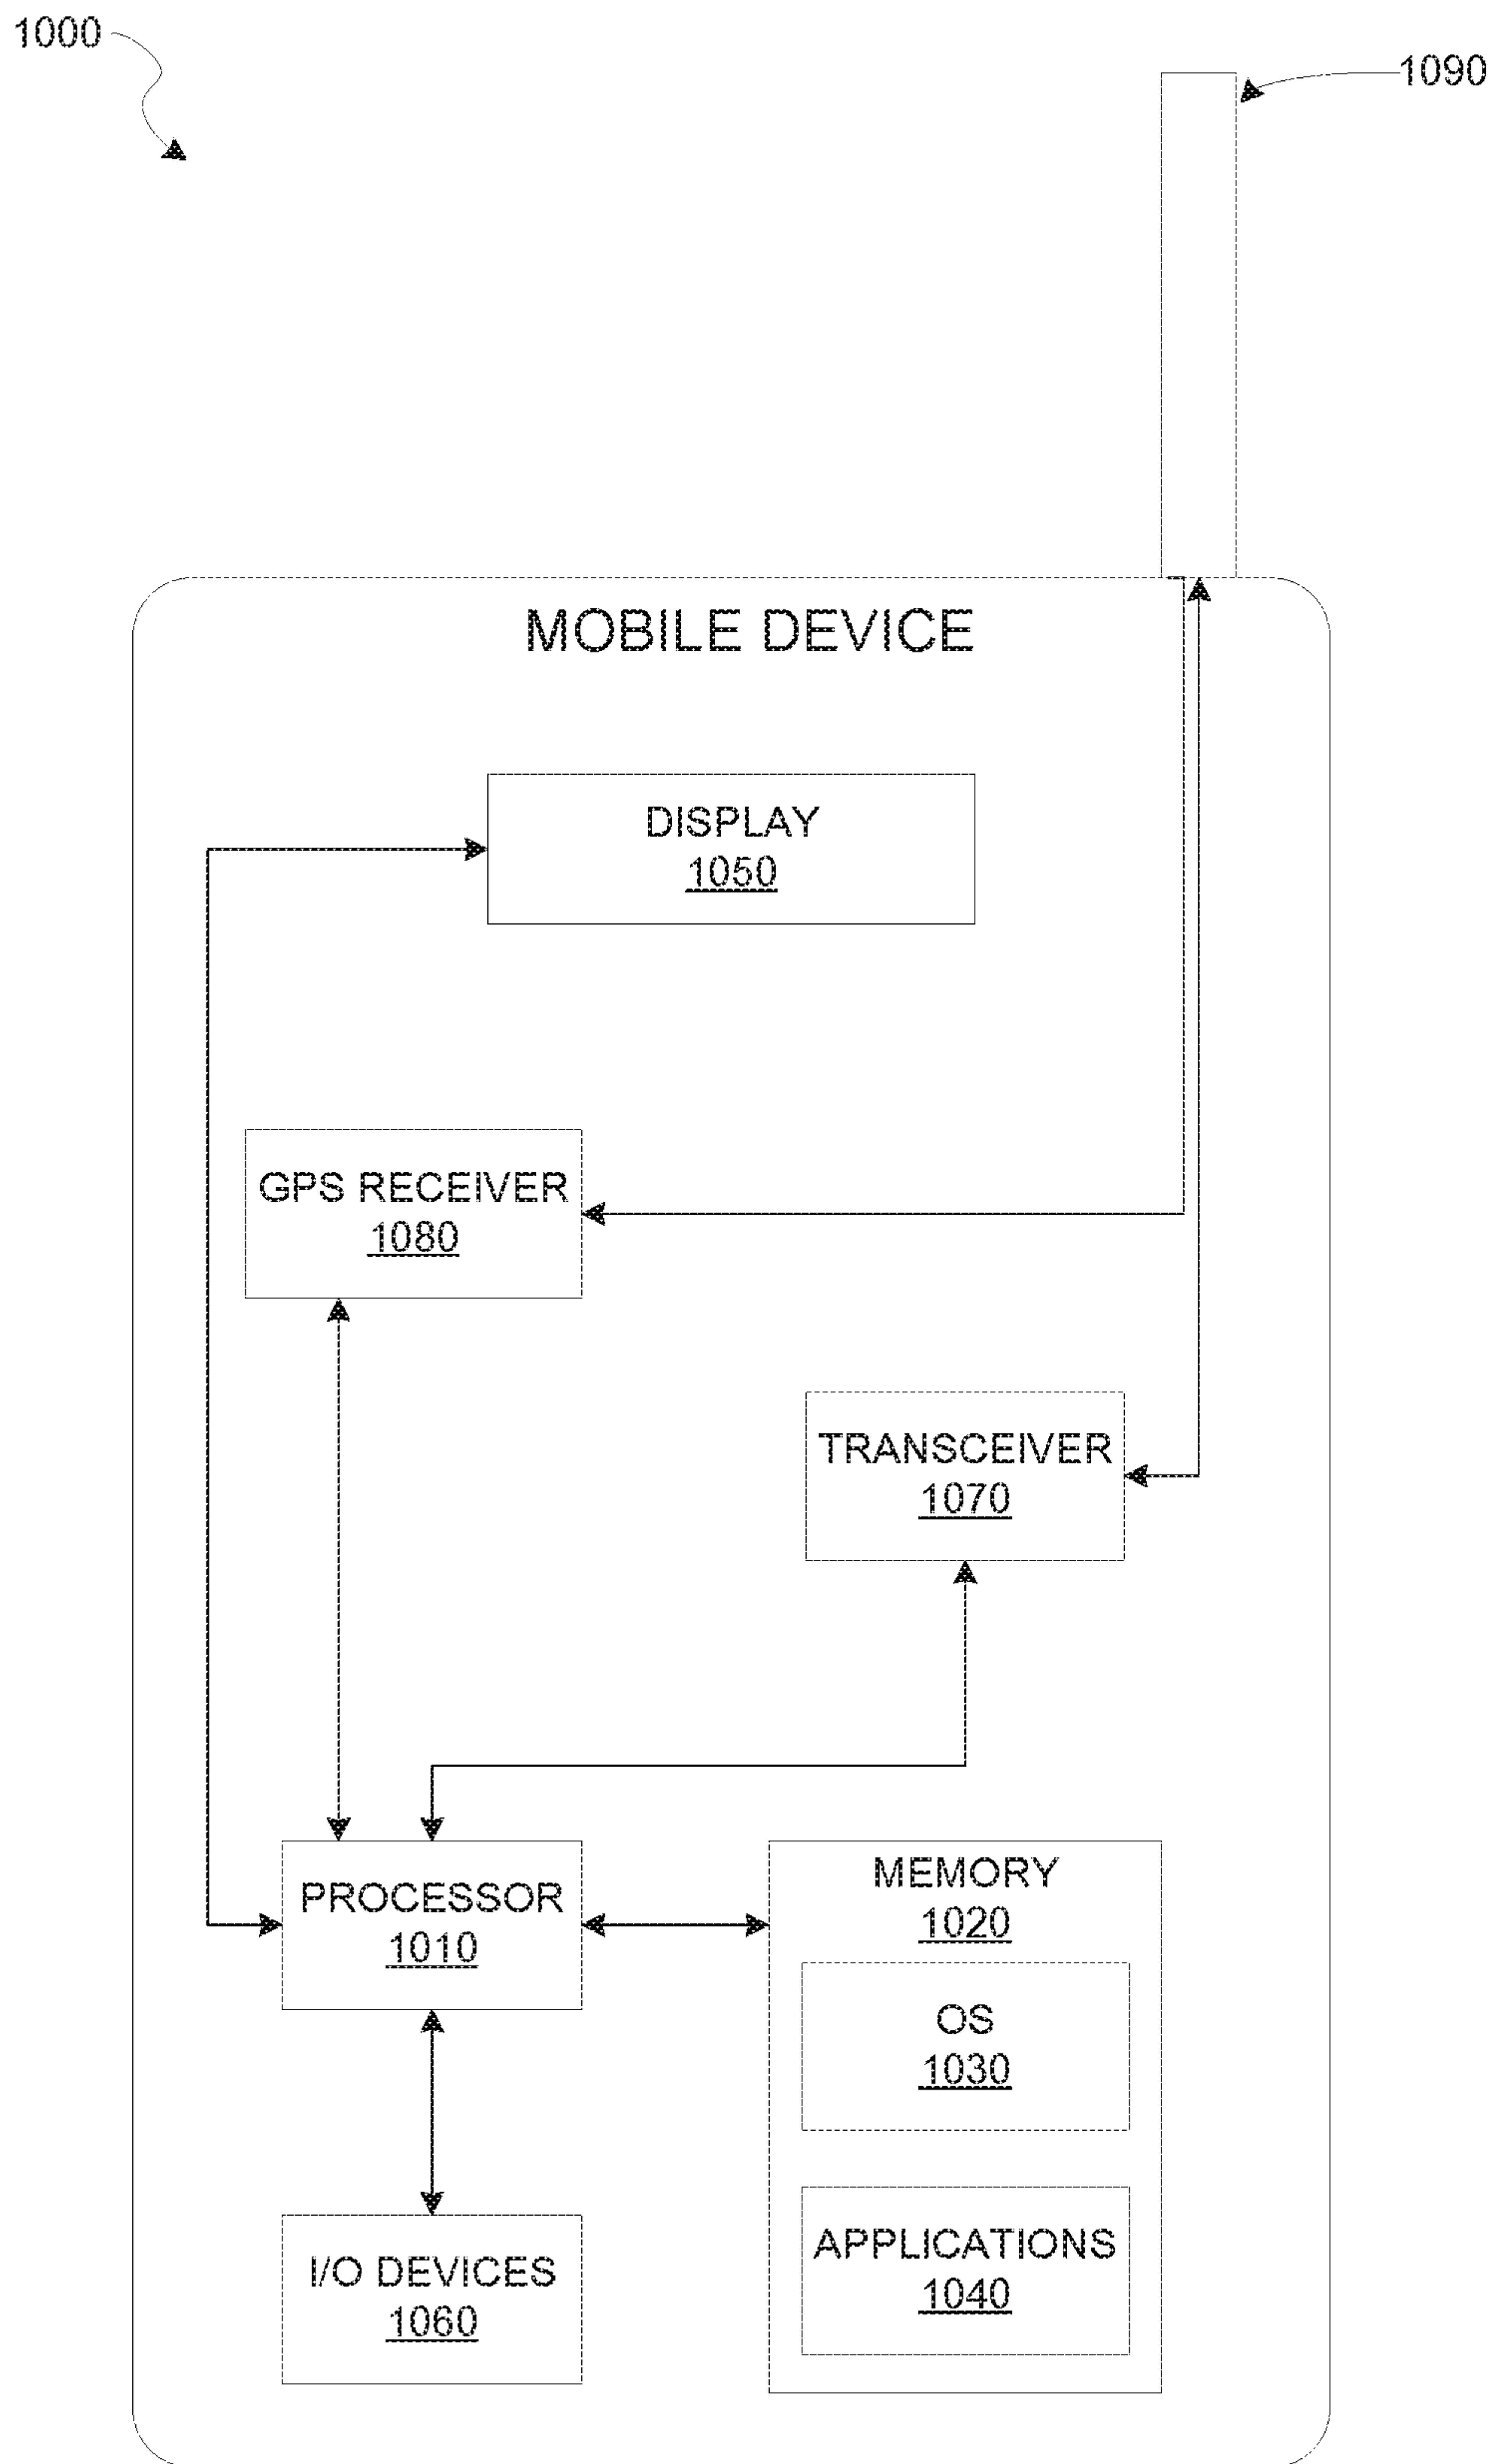 1000
1090
MOBILE DEVICE
DISPLAY
1050
GPS RECEIVER
1080
TRANSCEIVER
1070
PROCESSOR
1010
MEMORY
1020
OS
1030
APPLICATIONS
1040
I/O DEVICES
1060